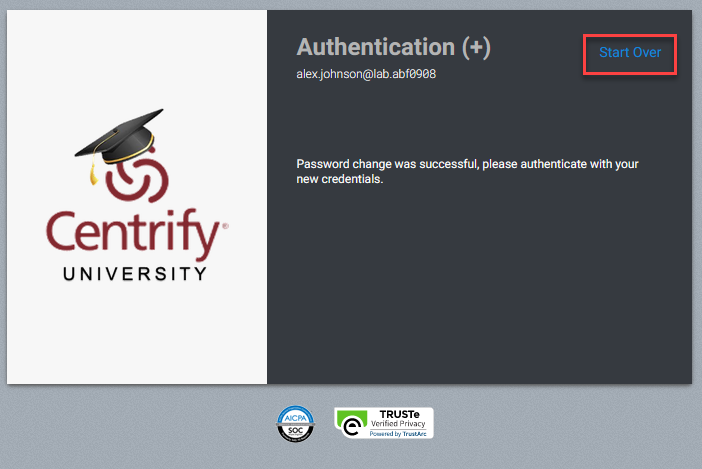 Authentication (+)
Start Over
alex.johnson@lab.abf0908
Password change was successful, please authenticate with your
new credentials.
Centrify®
UNIVERSITY
AICPA
SOC
TRUSTe
Verified Privacy
Powered by TrustArc